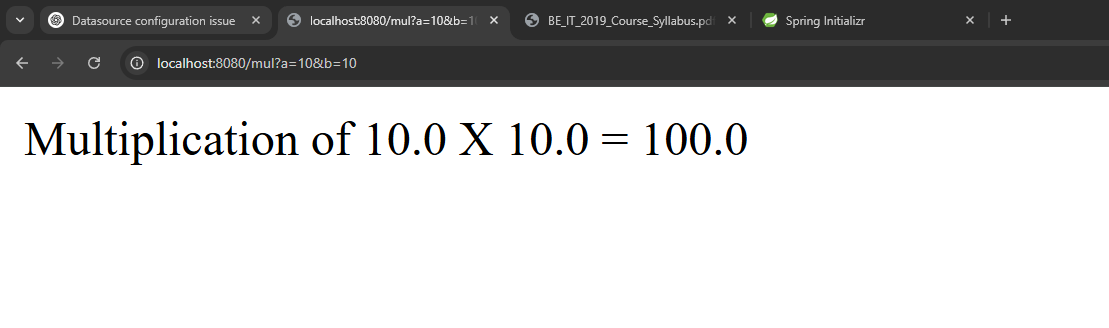 Datasource configuration issue
localhost:8080/mul?a=10&b=1
BE_IT_2019_Course_Syllabus.pd
Spring Initializr
localhost:8080/mul?a=10&b=10
Multiplication of 10.0 X 10.0 = 100.0